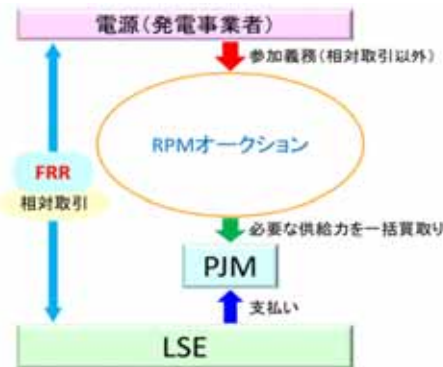 電源(発電事業者)
参加義務(相対取引以外)
RPMオークション
FRR
相対取引
必要な供給力を一括買取り
PJM
支払い
LSE